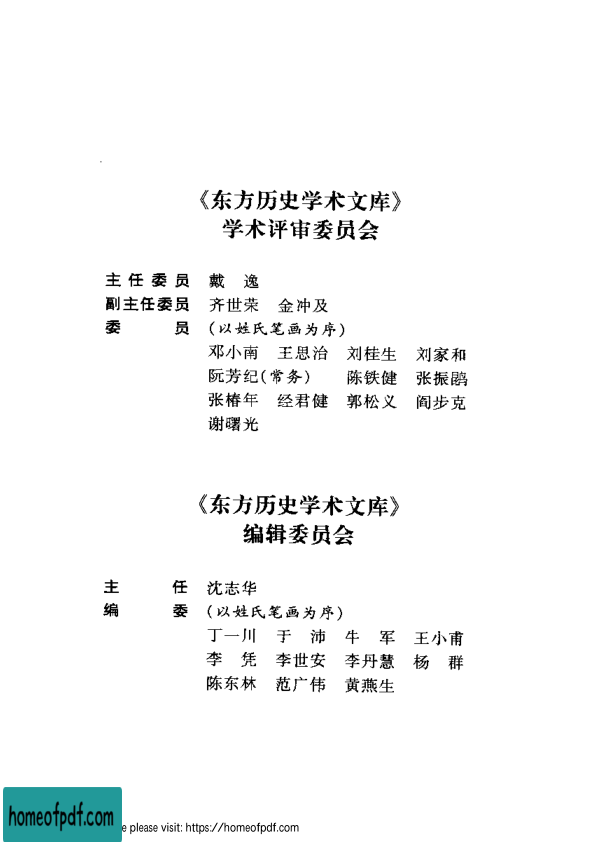 《东方历史学术文库》
学术评审委员会
主任委员 戴 逸
副主任委员 齐世荣 金冲及
委 员 (以姓氏笔画为序)
邓小南 王思治 刘桂生 刘家和
阮芳纪(常务) 陈铁健 张振鹍
张椿年 经君健 郭松义 阎步克
谢曙光
《东方历史学术文库》
编辑委员会
主 任 沈志华
编 委 (以姓氏笔画为序)
丁一川 于 沛 牛 军 王小甫
李 凭 李世安 李丹慧 杨 群
陈东林 范广伟 黄燕生
homeofpdf.com
e please visit: https://homeofpdf.com